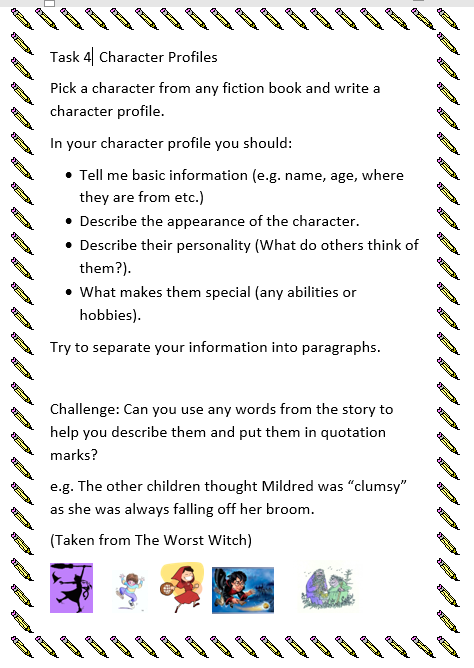 Task 4 Character Profiles
Pick a character from any fiction book and write a
character profile.
In your character profile you should:
• Tell me basic information (e.g. name, age, where
they are from etc.)
• Describe the appearance of the character.
• Describe their personality (What do others think of
them?).
• What makes them special (any abilities or
hobbies).
Try to separate your information into paragraphs.
Challenge: Can you use any words from the story to
help you describe them and put them in quotation
marks?
e.g. The other children thought Mildred was “clumsy”
as she was always falling off her broom.
(Taken from The Worst Witch)